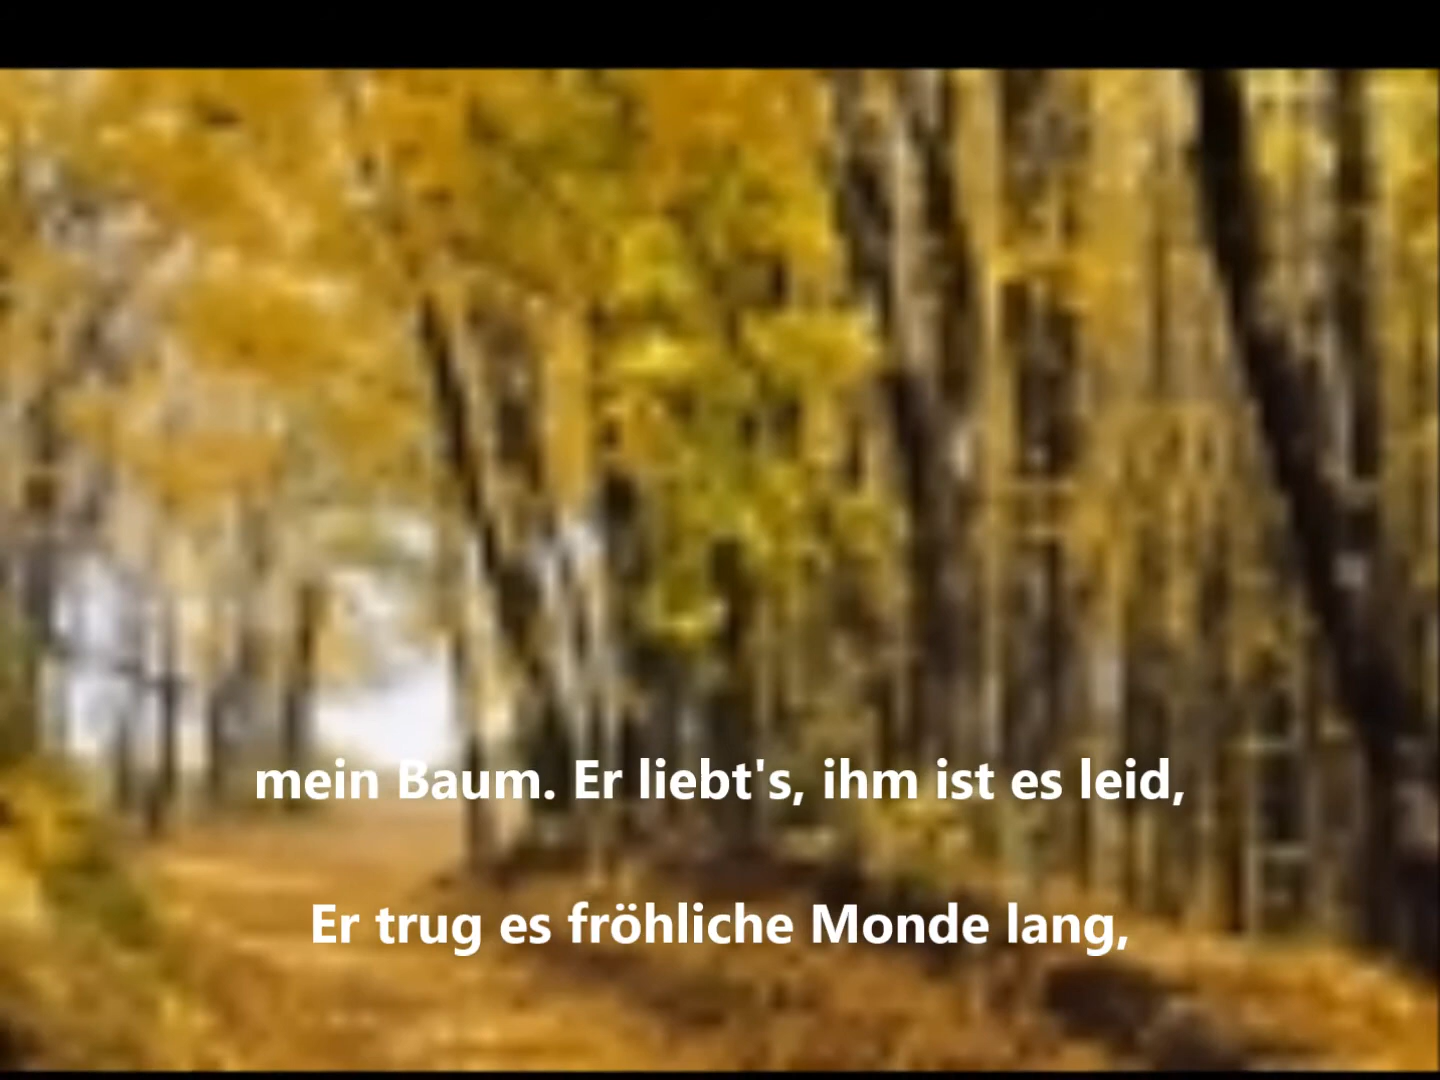 mein Baum. Er liebt's, ihm ist es leid,
Er trug es fröhliche Monde lang,